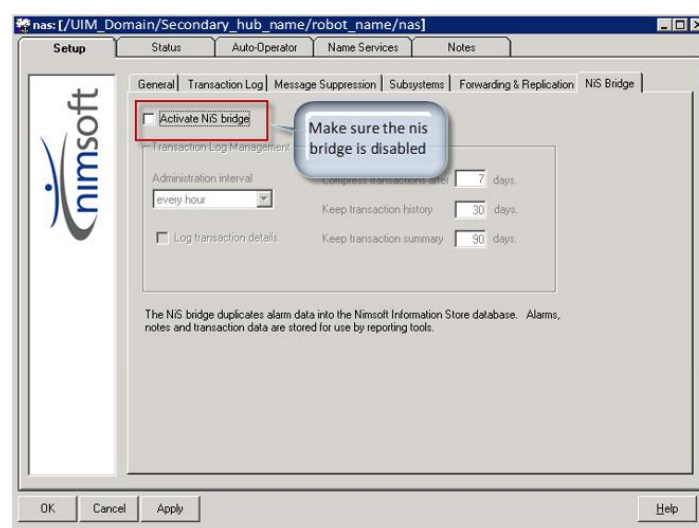 nas: [/UIM_Domain/Secondary_hub_name/robot_name/nas]
Setup Status Auto-Operator Name Services Notes
General Transaction Log Message Suppression Subsystems Forwarding & Replication NiS Bridge
nimsoft
Activate NiS bridge
Make sure the nis
bridge is disabled
Transaction Log Management
Administration interval
Compress transactions after 7 days.
every hour
Keep transaction history 30 days.
Log transaction details.
Keep transaction summary 90 days.
The NiS bridge duplicates alarm data into the Nimsoft Information Store database. Alarms,
notes and transaction data are stored for use by reporting tools.
OK Cancel Apply Help